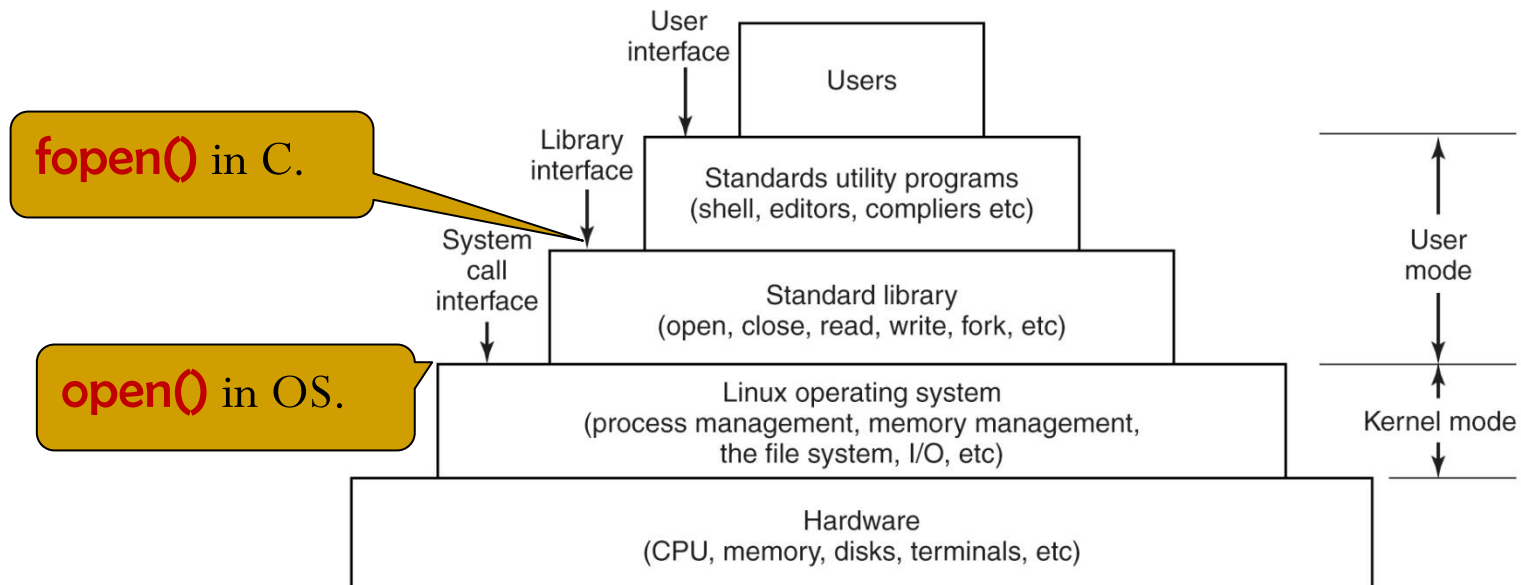 User
interface
Users
fopen() in C.
Library
interface
Standards utility programs
(shell, editors, compliers etc)
System
call
interface
User
mode
Standard library
(open, close, read, write, fork, etc)
open() in OS.
Linux operating system
(process management, memory management,
the file system, I/O, etc)
Kernel mode
Hardware
(CPU, memory, disks, terminals, etc)